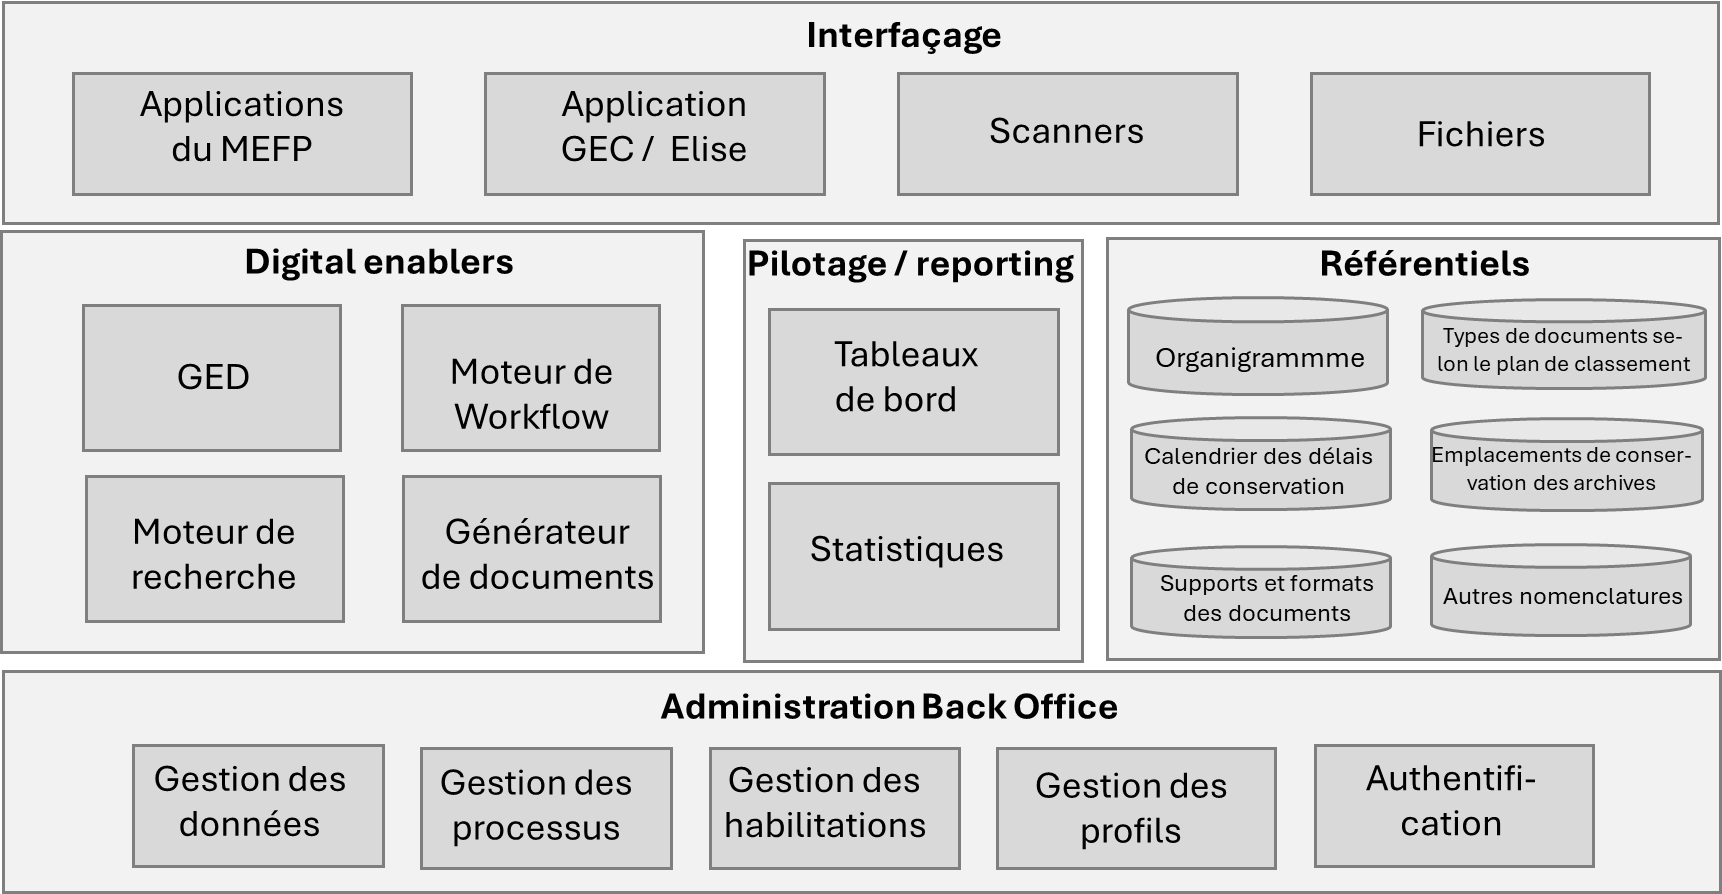 Interfaçage
Applications
du MEFP
Application
GEC / Elise
Scanners
Fichiers
Digital enablers
GED
Moteur de
Workflow
Moteur de
recherche
Générateur
de documents
Pilotage / reporting
Tableaux
de bord
Statistiques
Référentiels
Organigrammme
Types de documents se-
lon le plan de classement
Calendrier des délais
de conservation
Emplacements de conser-
vation des archives
Supports et formats
des documents
Autres nomenclatures
Administration Back Office
Gestion des
données
Gestion des
processus
Gestion des
habilitations
Gestion des
profils
Authentifi-
cation